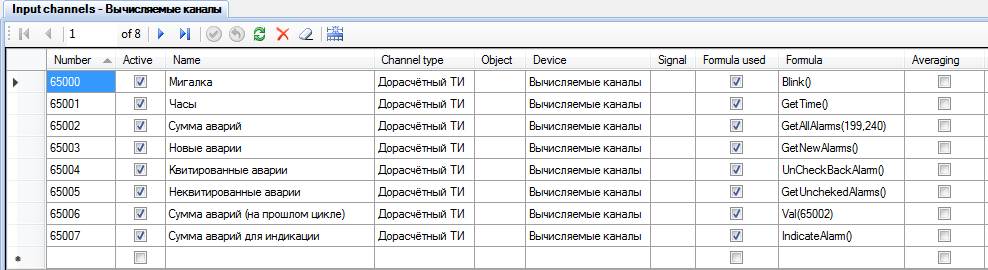 Input channels - Вычисляемые каналы
1 of 8
Number Active Name Channel type Object Device Signal Formula used Formula Averaging
65000 Мигалка Дорасчётный ТИ Вычисляемые каналы Blink()
65001 Часы Дорасчётный ТИ Вычисляемые каналы GetTime()
65002 Сумма аварий Дорасчётный ТИ Вычисляемые каналы GetAllAlarms(199,240)
65003 Новые аварии Дорасчётный ТИ Вычисляемые каналы GetNewAlarms()
65004 Квитированные аварии Дорасчётный ТИ Вычисляемые каналы UnCheckBackAlarm()
65005 Неквитированные аварии Дорасчётный ТИ Вычисляемые каналы GetUnchekedAlarms()
65006 Сумма аварий (на прошлом цикле) Дорасчётный ТИ Вычисляемые каналы Val(65002)
65007 Сумма аварий для индикации Дорасчётный ТИ Вычисляемые каналы IndicateAlarm()